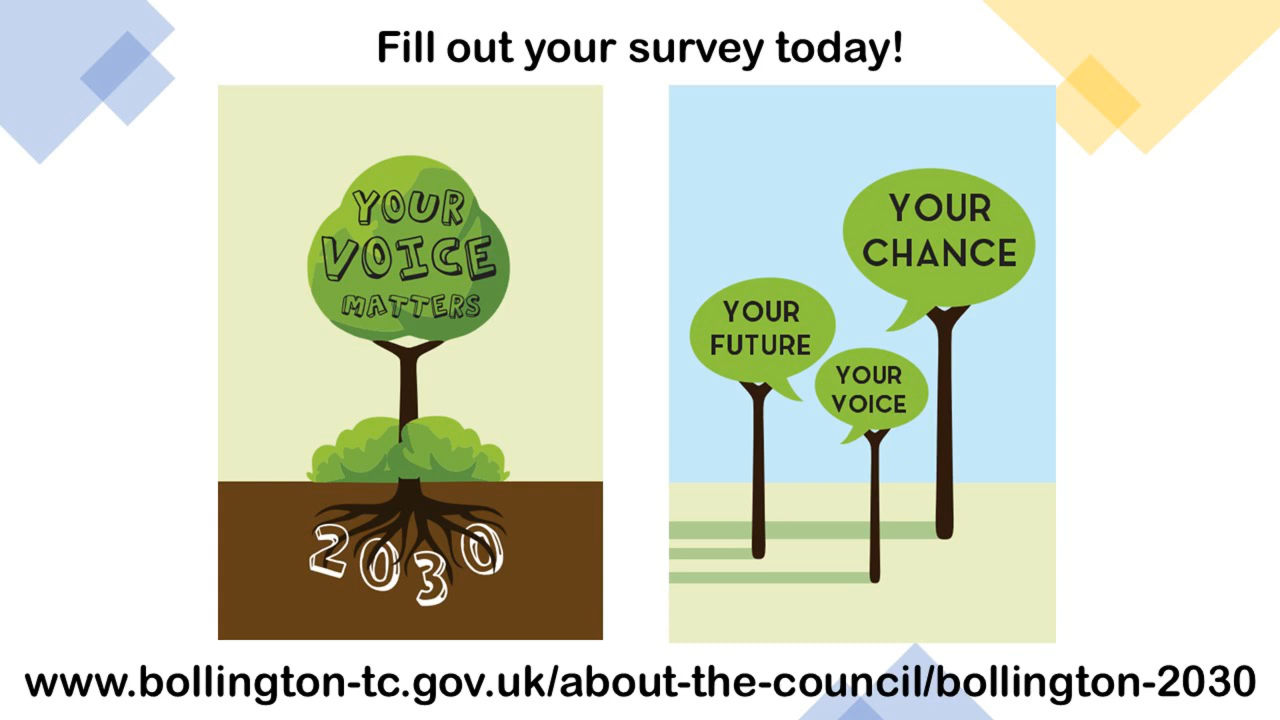 Fill out your survey today!
YOUR
VOICE
MATTERS
2030
YOUR
CHANCE
YOUR
FUTURE
YOUR
VOICE
www.bollington-tc.gov.uk/about-the-council/bollington-2030